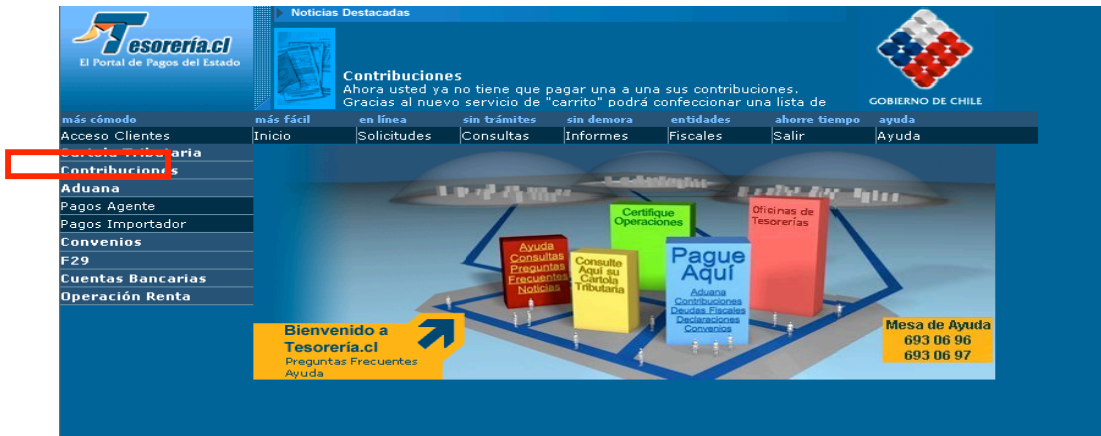 Tesorería.cl
El Portal de Pagos del Estado
Noticias Destacadas
Contribuciones
Ahora usted ya no tiene que pagar una a una sus contribuciones.
Gracias al nuevo servicio de "carrito" podrá confeccionar una lista de
GOBIERNO DE CHILE
más cómodo más fácil en línea sin trámites sin demora entidades ahorre tiempo ayuda
Acceso Clientes Inicio Solicitudes Consultas Informes Fiscales Salir Ayuda
Cartola Tributaria
Contribuciones
Aduana
Pagos Agente
Pagos Importador
Convenios
F29
Cuentas Bancarias
Operación Renta
Ayuda
Consultas
Preguntas
Frecuentes
Noticias
Consulte
Aquí su
Cartola
Tributaria
Certifique
Operaciones
Pague
Aquí
Aduana
Contribuciones
Deudas Fiscales
Declaraciones
Convenios
Oficinas de
Tesorerías
Bienvenido a
Tesorería.cl
Preguntas Frecuentes
Ayuda
Mesa de Ayuda
693 06 96
693 06 97